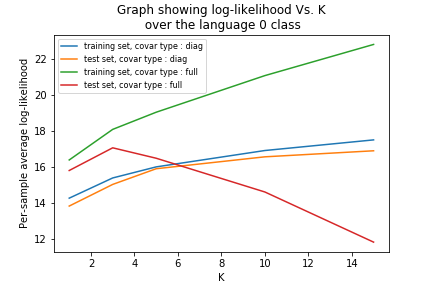 Graph showing log-likelihood Vs. K
over the language 0 class
training set, covar type : diag
test set, covar type : diag
training set, covar type : full
test set, covar type : full
Per-sample average log-likelihood
22
20
18
16
14
12
2 4 6 8 10 12 14
K